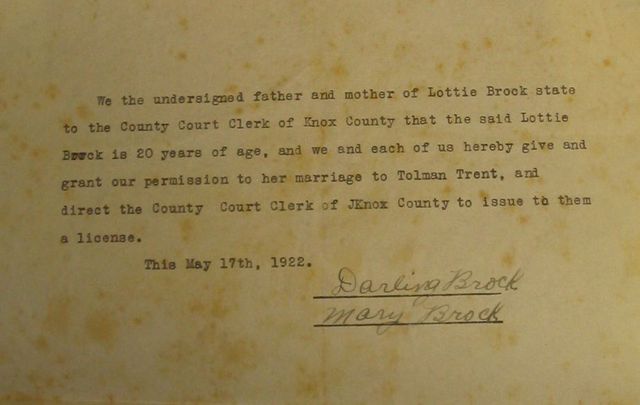 We the undersigned father and mother of Lottie Brock state
to the County Court Clerk of Knox County that the said Lottie
Brock is 20 years of age, and we and each of us hereby give and
grant our permission to her marriage to Tolman Trent, and
direct the County Court Clerk of JKnox County to issue to them
a license.
This May 17th, 1922.
Darling Brock
Mary Brock